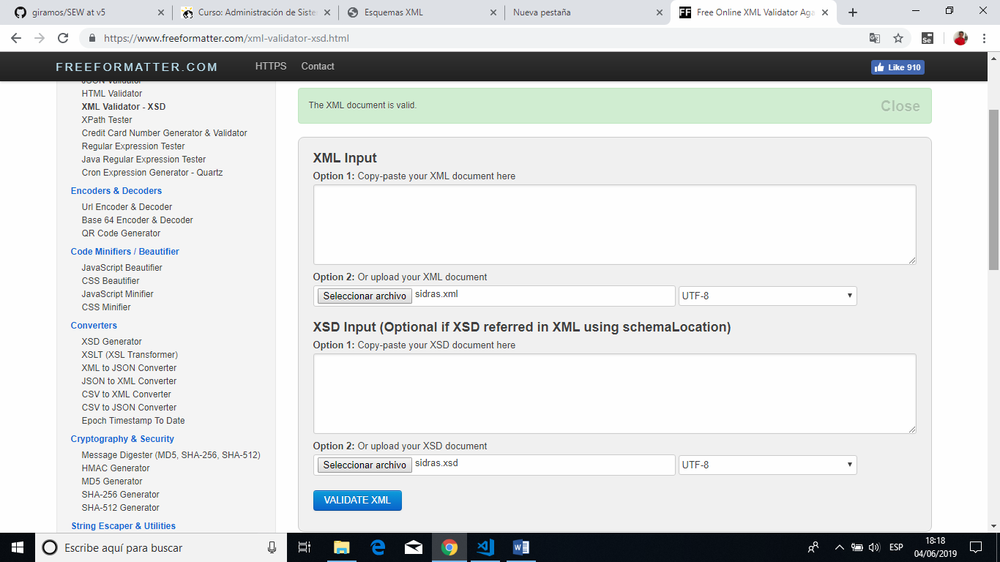 giramos/SEW at v5
Curso: Administración de Siste
Esquemas XML
Nueva pestaña
Free Online XML Validator Aga
https://www.freeformatter.com/xml-validator-xsd.html
FREEFORMATTER.COM
HTTPS
Contact
Like 910
JSON Validator
HTML Validator
XML Validator - XSD
XPath Tester
Credit Card Number Generator & Validator
Regular Expression Tester
Java Regular Expression Tester
Cron Expression Generator - Quartz
Encoders & Decoders
Url Encoder & Decoder
Base 64 Encoder & Decoder
QR Code Generator
Code Minifiers / Beautifier
JavaScript Beautifier
CSS Beautifier
JavaScript Minifier
CSS Minifier
Converters
XSD Generator
XSLT (XSL Transformer)
XML to JSON Converter
JSON to XML Converter
CSV to XML Converter
CSV to JSON Converter
Epoch Timestamp To Date
Cryptography & Security
Message Digester (MD5, SHA-256, SHA-512)
HMAC Generator
MD5 Generator
SHA-256 Generator
SHA-512 Generator
String Escaper & Utilities
The XML document is valid.
Close
XML Input
Option 1: Copy-paste your XML document here
Option 2: Or upload your XML document
Seleccionar archivo sidras.xml
UTF-8
XSD Input (Optional if XSD referred in XML using schemaLocation)
Option 1: Copy-paste your XSD document here
Option 2: Or upload your XSD document
Seleccionar archivo sidras.xsd
UTF-8
VALIDATE XML
Escribe aquí para buscar
ESP
18:18
04/06/2019